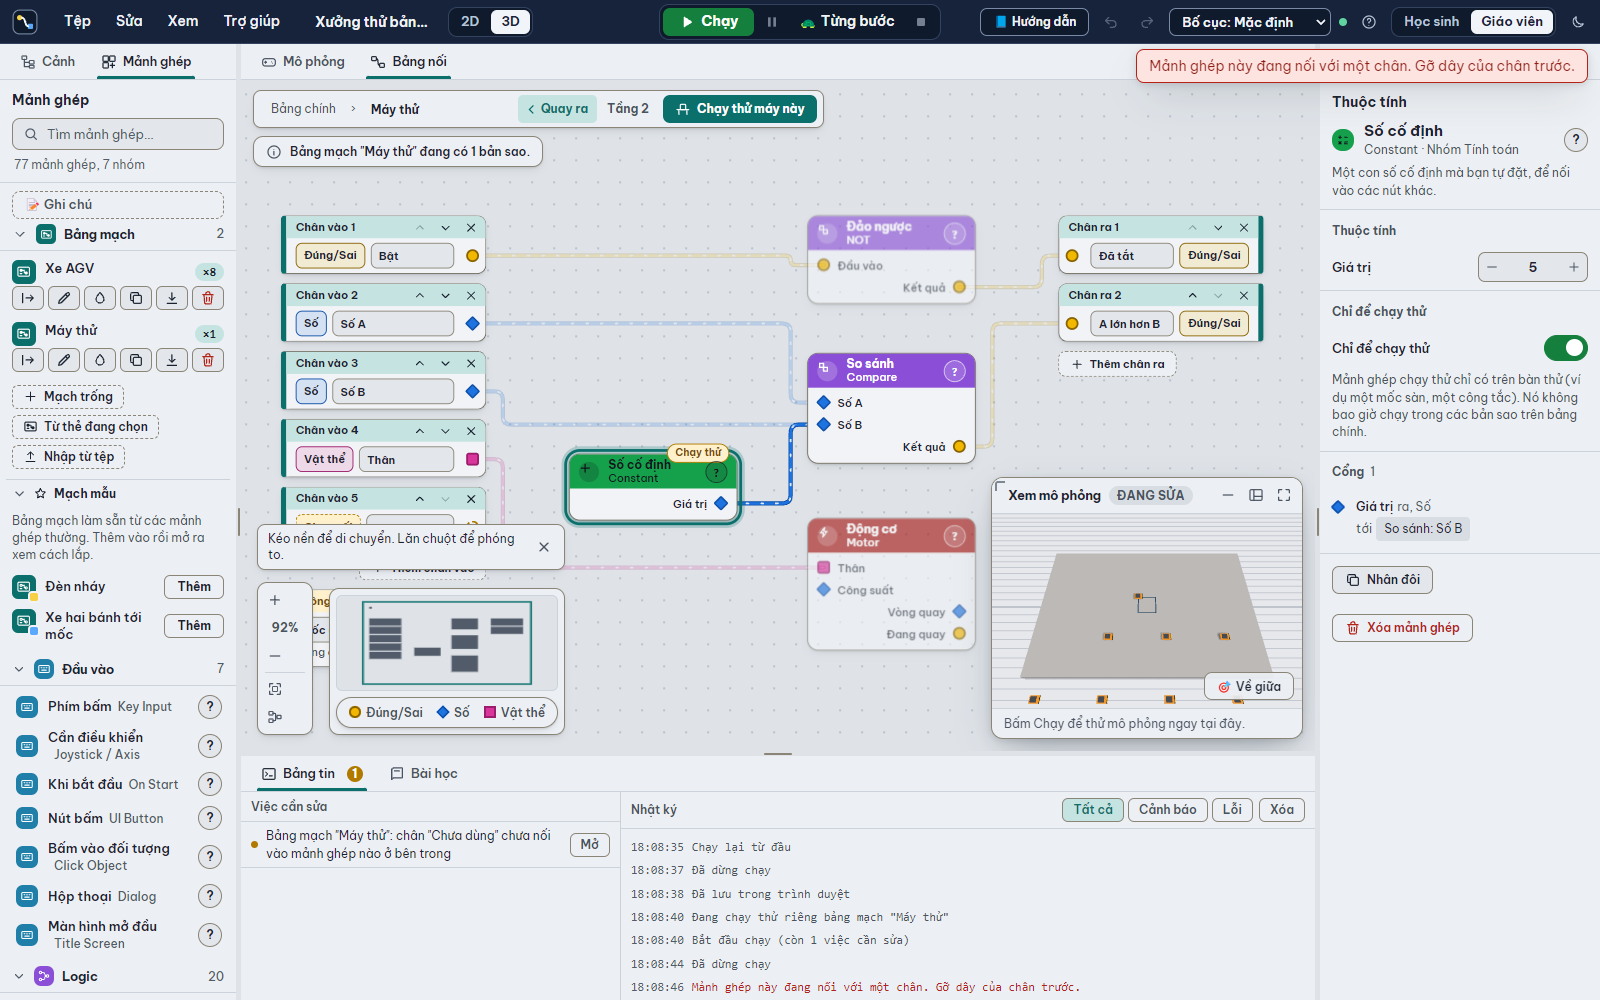 Tệp
Sửa
Xem
Trợ giúp
Xưởng thử bản...
2D
3D
Chạy
Từng bước
Hướng dẫn
Bố cục: Mặc định
Học sinh
Giáo viên
Cảnh
Mảnh ghép
Mô phỏng
Bảng nối
Mảnh ghép này đang nối với một chân. Gỡ dây của chân trước.
Mảnh ghép
Tìm mảnh ghép...
77 mảnh ghép, 7 nhóm
Ghi chú
Bảng mạch
2
Xe AGV
×8
Máy thử
×1
Mạch trống
Từ thẻ đang chọn
Nhập từ tệp
Mạch mẫu
Bảng mạch làm sẵn từ các mảnh
ghép thường. Thêm vào rồi mở ra
xem cách lắp.
Đèn nháy
Thêm
Xe hai bánh tới
mốc
Thêm
Đầu vào
7
Phím bấm Key Input
?
Cần điều khiển
Joystick / Axis
?
Khi bắt đầu On Start
?
Nút bấm UI Button
?
Bấm vào đối tượng
Click Object
?
Hộp thoại Dialog
?
Màn hình mở đầu
Title Screen
?
Logic
20
Bảng chính
Máy thử
Quay ra
Tầng 2
Chạy thử máy này
Bảng mạch "Máy thử" đang có 1 bản sao.
Chân vào 1
Đúng/Sai
Bật
Chân vào 2
Số
Số A
Chân vào 3
Số
Số B
Chân vào 4
Vật thể
Thân
Chân vào 5
Đảo ngược
NOT
?
Đầu vào
Kết quả
So sánh
Compare
?
Số A
Số B
Kết quả
Chạy thử
Số cố định
Constant
?
Giá trị
Động cơ
Motor
?
Thân
Công suất
Vòng quay
Đang quay
Chân ra 1
Đã tắt
Đúng/Sai
Chân ra 2
A lớn hơn B
Đúng/Sai
Thêm chân ra
Kéo nền để di chuyển. Lăn chuột để phóng
to.
92%
Đúng/Sai
Số
Vật thể
Xem mô phỏng
ĐANG SỬA
Về giữa
Bấm Chạy để thử mô phỏng ngay tại đây.
Bảng tin
1
Bài học
Việc cần sửa
Bảng mạch "Máy thử": chân "Chưa dùng" chưa nối
vào mảnh ghép nào ở bên trong
Mở
Nhật ký
Tất cả
Cảnh báo
Lỗi
Xóa
18:08:35 Chạy lại từ đầu
18:08:37 Đã dừng chạy
18:08:38 Đã lưu trong trình duyệt
18:08:40 Đang chạy thử riêng bảng mạch "Máy thử"
18:08:40 Bắt đầu chạy (còn 1 việc cần sửa)
18:08:44 Đã dừng chạy
18:08:46 Mảnh ghép này đang nối với một chân. Gỡ dây của chân trước.
Thuộc tính
Số cố định
Constant · Nhóm Tính toán
?
Một con số cố định mà bạn tự đặt, để nối
vào các nút khác.
Thuộc tính
Giá trị
5
Chỉ để chạy thử
Chỉ để chạy thử
Mảnh ghép chạy thử chỉ có trên bàn thử (ví
dụ một mốc sàn, một công tắc). Nó không
bao giờ chạy trong các bản sao trên bảng
chính.
Cổng 1
Giá trị ra, Số
tới So sánh: Số B
Nhân đôi
Xóa mảnh ghép